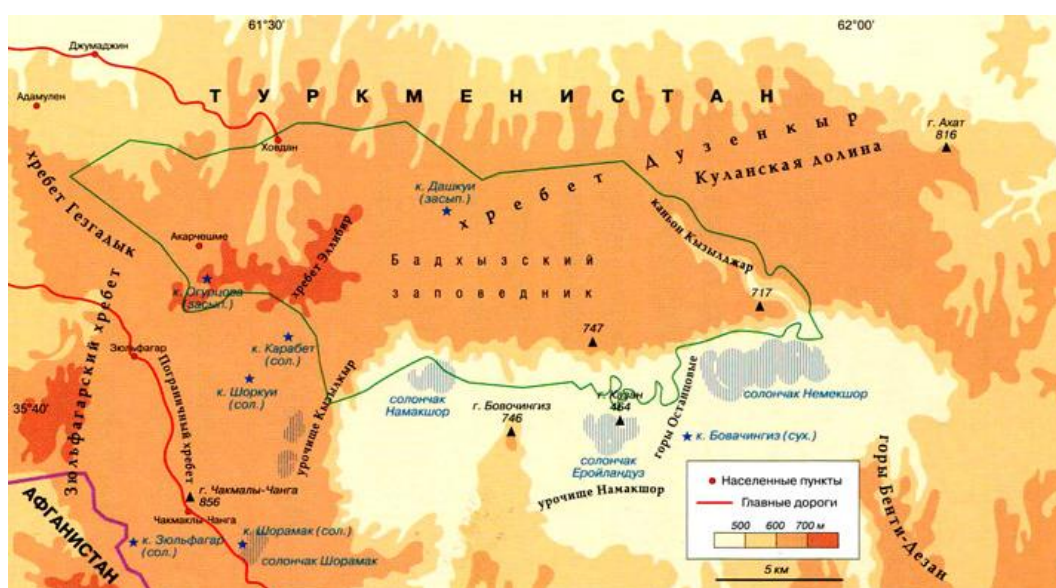 61°30'
62°00'
Джумаджин
Адамулен
ТУРКМЕНИСТАН
Ховдан
г. Ахат
816
хребет Дузенкыр
Куланская долина
хребет Гезгадык
к. Дашкуи
(засып.)
каньон Кызылджар
Акарчешме
хребет Эллибир
Бадхызский
заповедник
к. Огурцова
(засып.)
717
747
Зюльфагарский хребет
Зюльфагар
к. Карабет
(сол.)
Пограничный хребет
к. Шоркуи
(сол.)
35°40'
урочище Кызылкыр
солончак
Намакшор
г. Бовочингиз
746
г. Казан
464
горы Останцовые
солончак Немекшор
к. Бовачингиз (сух.)
солончак
Еройландуз
урочище Намакшор
горы Бенти-Дезан
г. Чакмалы-Чанга
856
Чакмаклы-Чанга
АФГАНИСТАН
к. Зюльфагар
(сол.)
к. Шорамак (сол.)
солончак Шорамак
Населенные пункты
Главные дороги
500 600 700 м
5 км